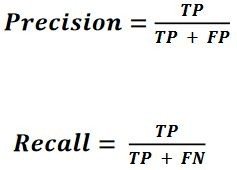 Precision = TP / TP + FP
Recall = TP / TP + FN